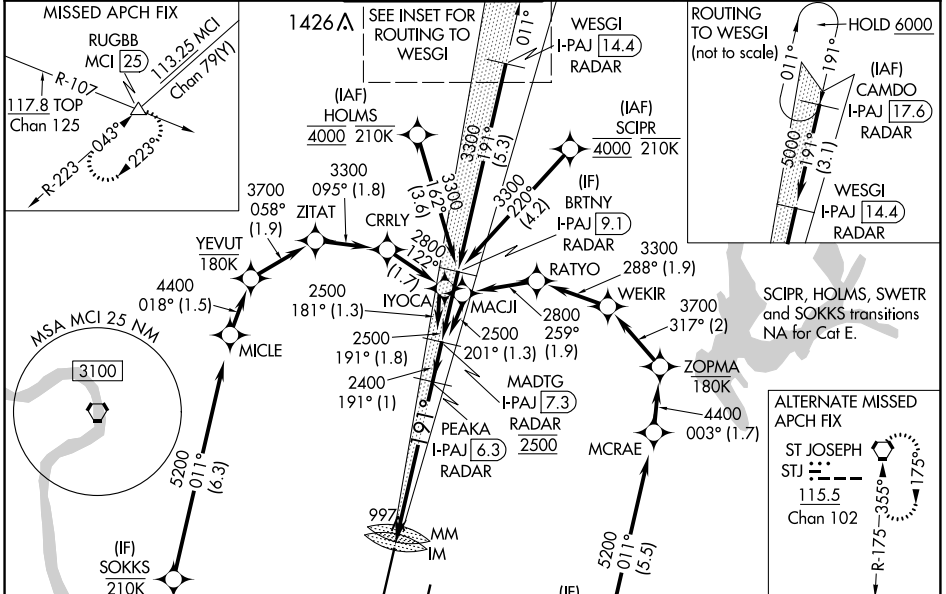 MISSED APCH FIX
RUGBB
MCI 25
113.25 MCI
Chan 79(Y)
R-107
117.8 TOP
Chan 125
R-223
043°
223°
1426
SEE INSET FOR
ROUTING TO
WESGI
011°
WESGI
I-PAJ 14.4
RADAR
ROUTING
TO WESGI
(not to scale)
HOLD 6000
011°
191°
(IAF)
CAMDO
I-PAJ 17.6
RADAR
5000
191°
(3.1)
WESGI
I-PAJ 14.4
RADAR
(IAF)
HOLMS
4000 210K
(IAF)
SCIPR
4000 210K
3300
191°
(5.3)
3300
162°
(3.6)
3300
220°
(4.2)
(IF)
BRTNY
I-PAJ 9.1
RADAR
3300
095° (1.8)
3700
058°
(1.9)
ZITAT
CRRLY
YEVUT
180K
2800
122°
(1.7)
4400
018° (1.5)
IYOCA
MACJI
RATYO
3300
288° (1.9)
WEKIR
2500
181° (1.3)
2800
259°
(1.9)
3700
317° (2)
SCIPR, HOLMS, SWETR
and SOKKS transitions
NA for Cat E.
MICLE
2500
191° (1.8)
2500
201° (1.3)
MSA MCI 25 NM
3100
2400
191° (1)
MADTG
I-PAJ 7.3
RADAR
2500
ZOPMA
180K
4400
003° (1.7)
191°
PEAKA
I-PAJ 6.3
RADAR
MCRAE
ALTERNATE MISSED
APCH FIX
ST JOSEPH
STJ
115.5
Chan 102
175°
355°
R-175
5200
011°
(6.3)
997
MM
IM
5200
011°
(5.5)
(IF)
SOKKS
210K
(IF)